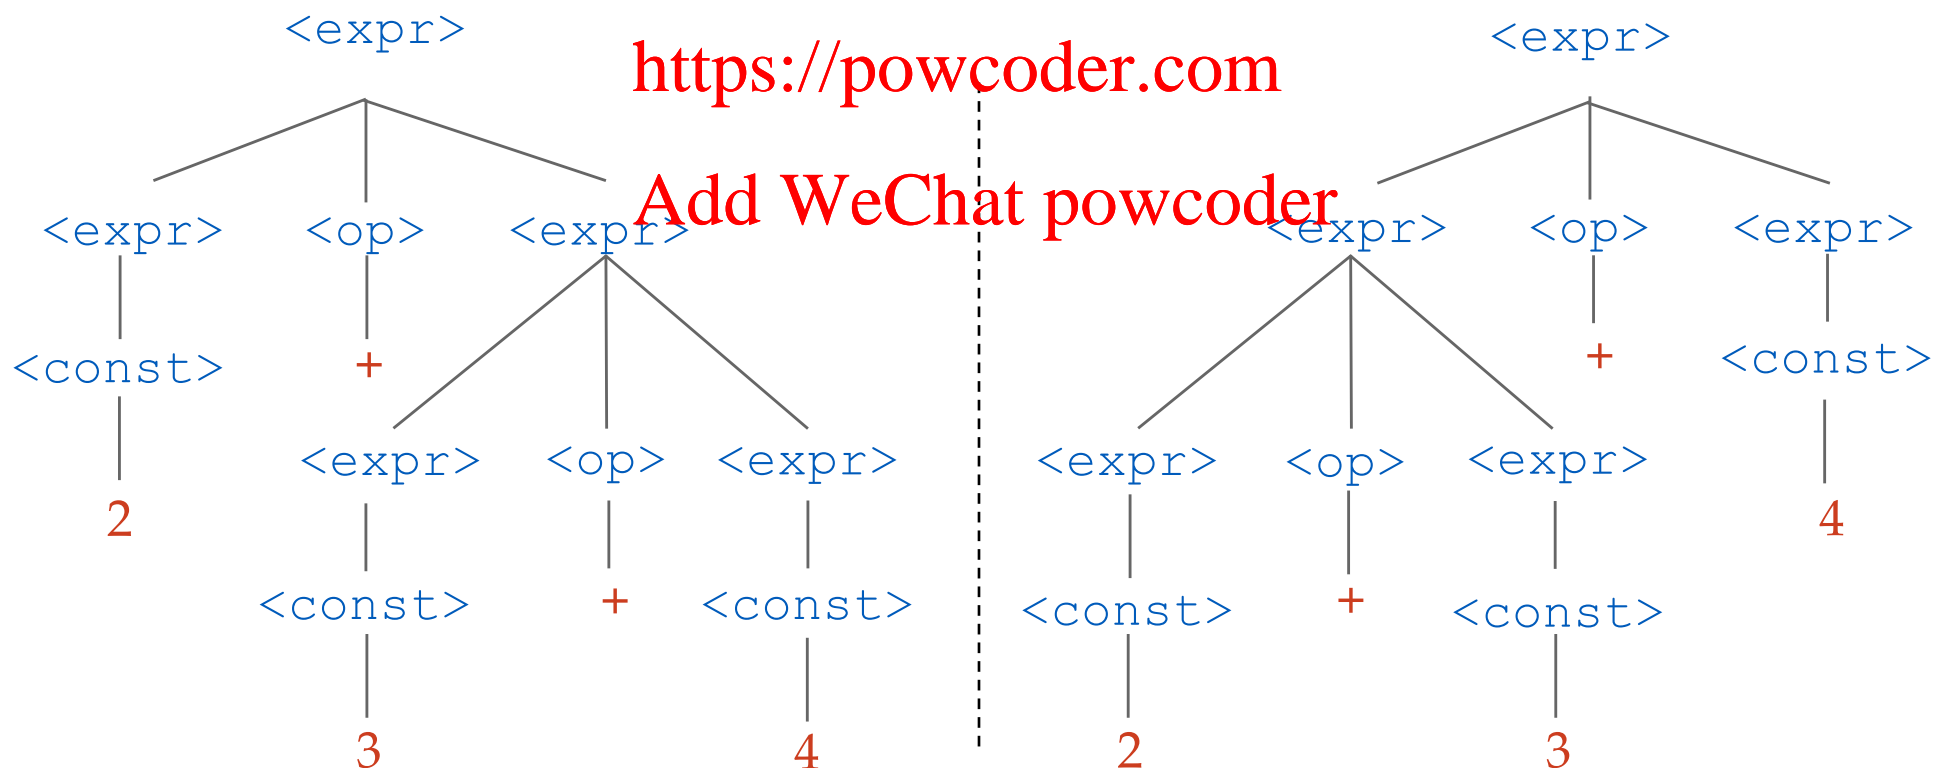 <expr> https://powcoder.com <expr>
Add WeChat powcoder
<expr> <op> <expr> <expr> <op> <expr>
<const> + + <const>
<expr> <op> <expr> <expr> <op> <expr>
2 4
<const> + <const> <const> + <const>
3 4 2 3